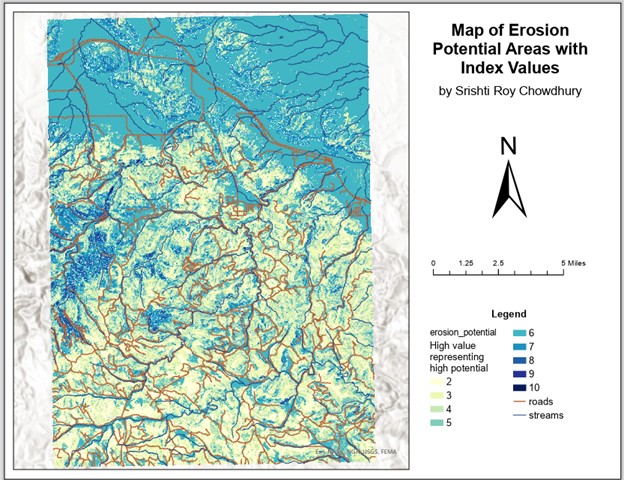 Map of Erosion
Potential Areas with
Index Values
by Srishti Roy Chowdhury
N
0 1.25 2.5 5 Miles
Legend
erosion_potential
High value
representing
high potential
2
3
4
5
6
7
8
9
10
roads
streams
USGS, FEMA